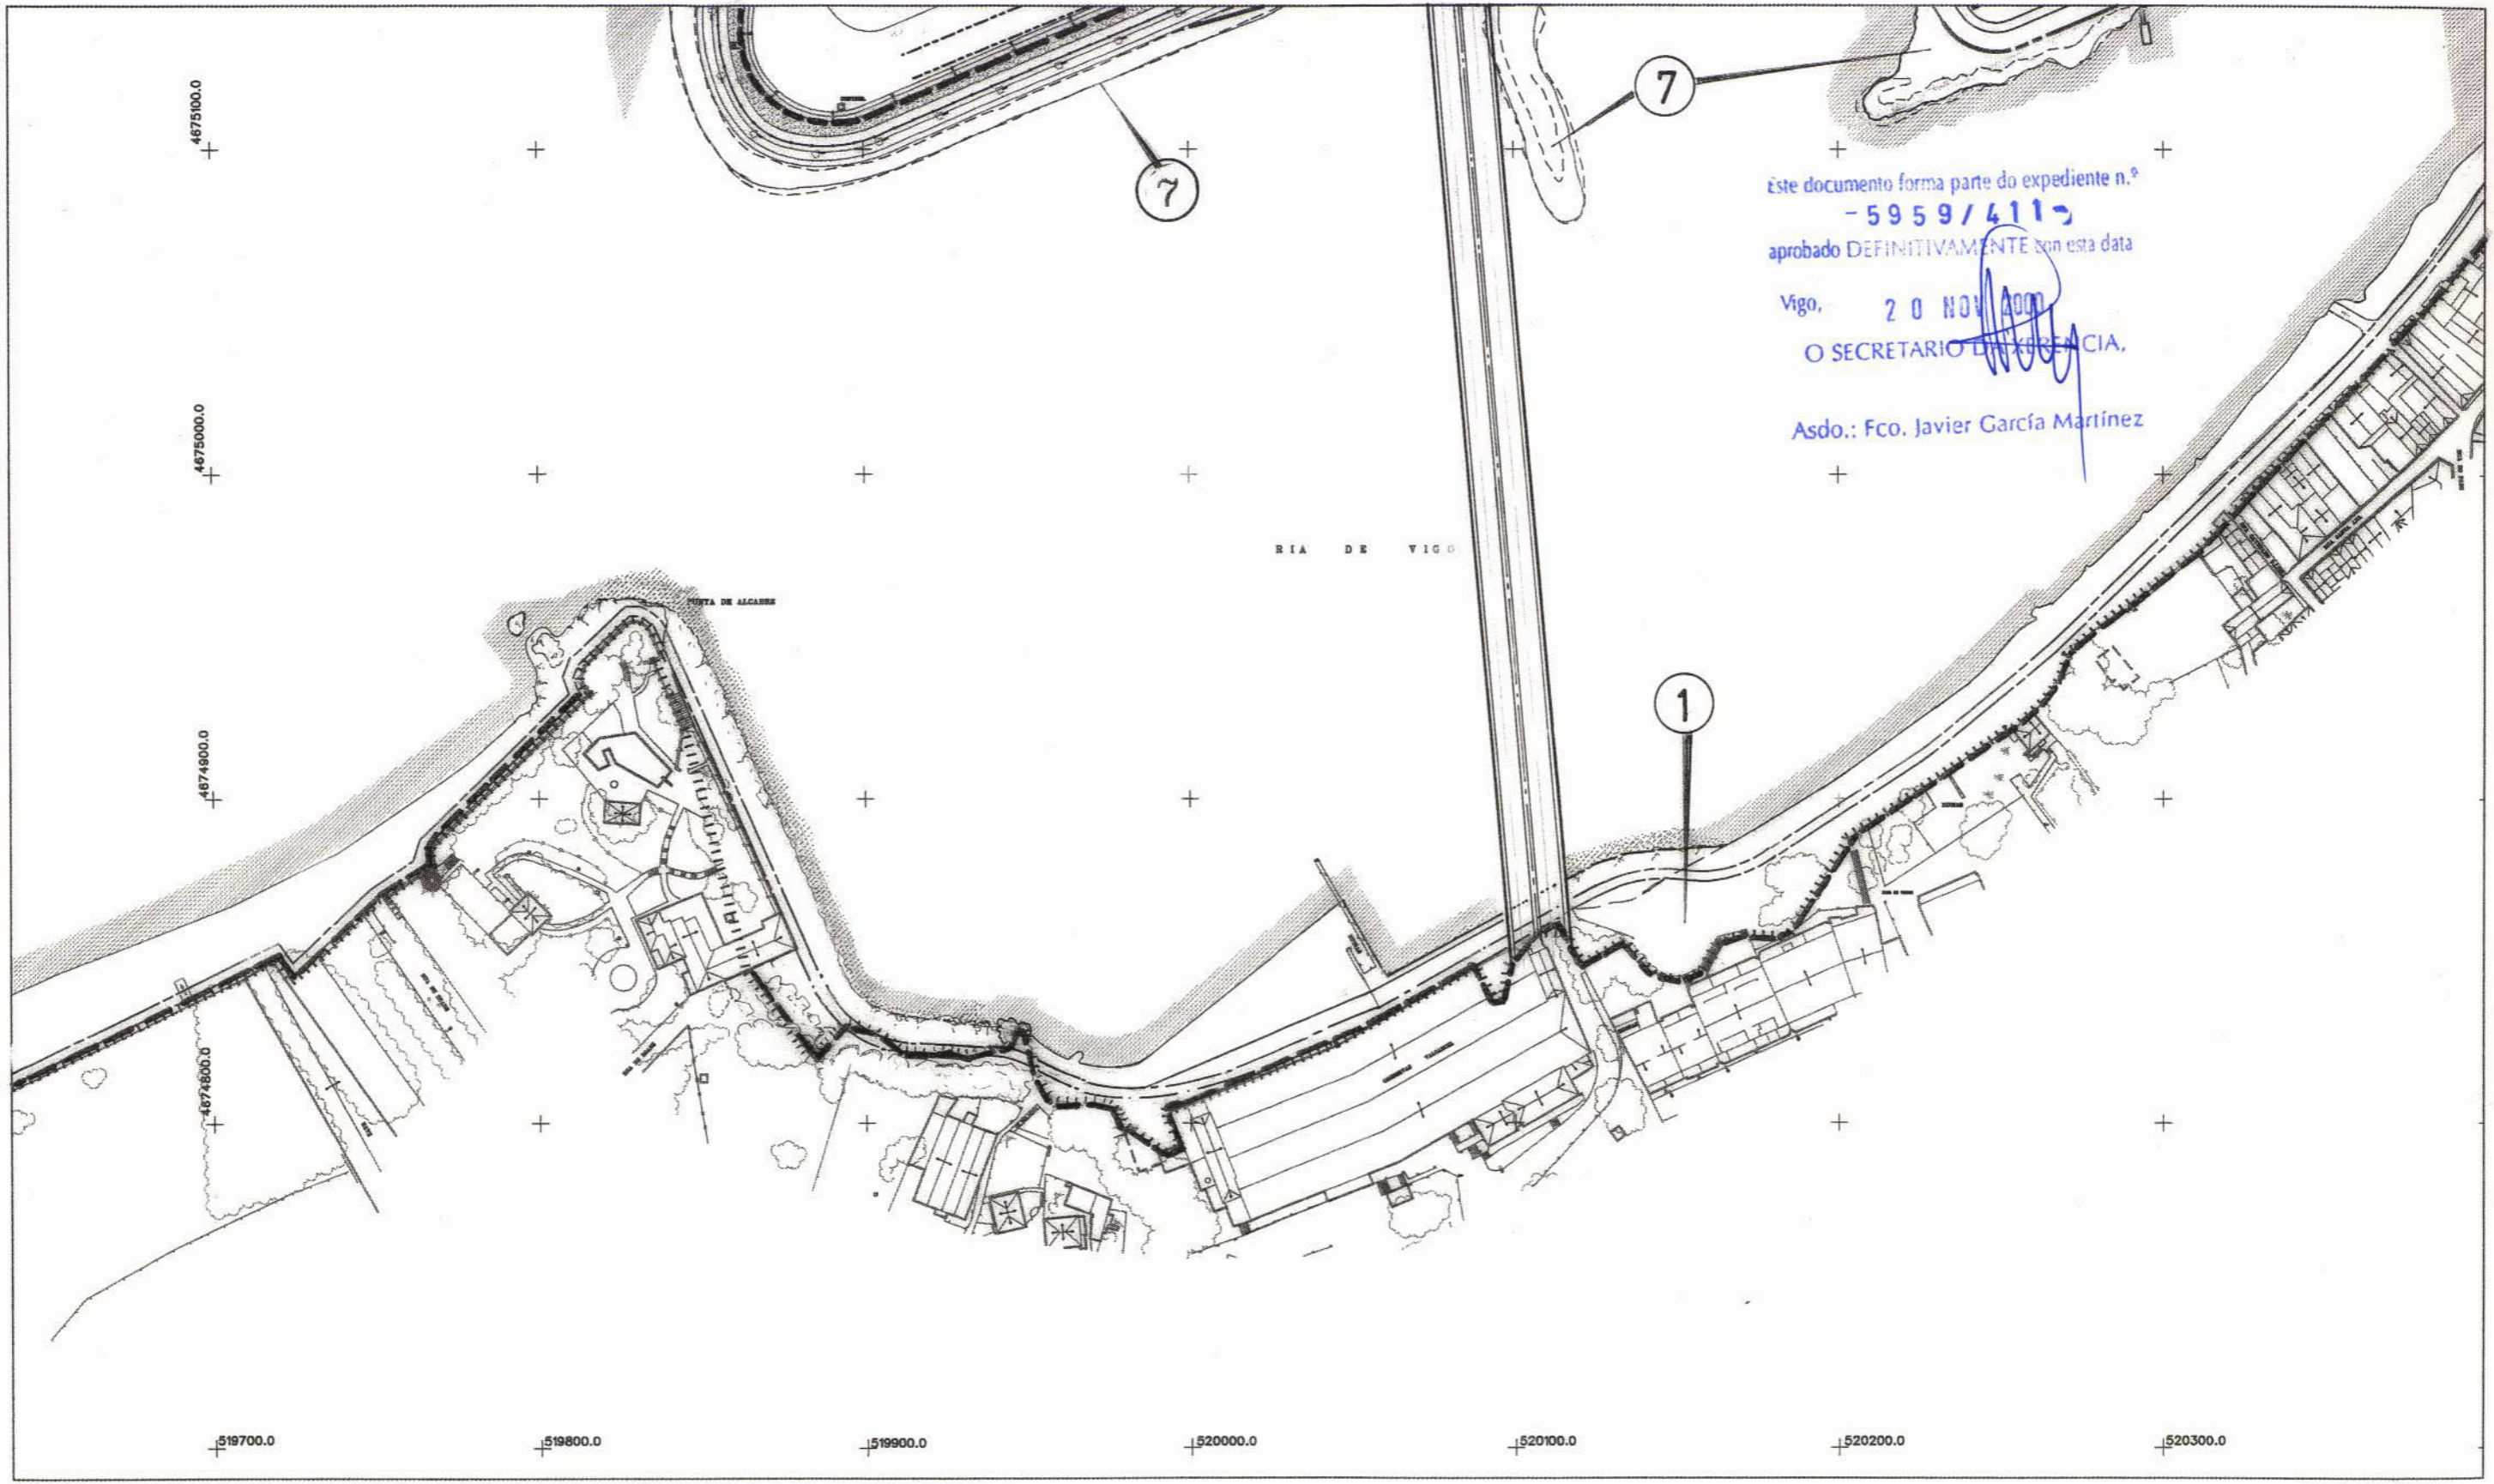 4675100.0
7
7
Este documento forma parte do expediente n.º
-5959/411-
aprobado DEFINITIVAMENTE con esta data
Vigo, 20 NOV 2000
O SECRETARIO DA XERENCIA,
Asdo.: Fco. Javier García Martínez
4675000.0
RIA DE VIGO
PUNTA DE ALCABRE
1
4674900.0
4674800.0
519700.0
519800.0
519900.0
520000.0
520100.0
520200.0
520300.0